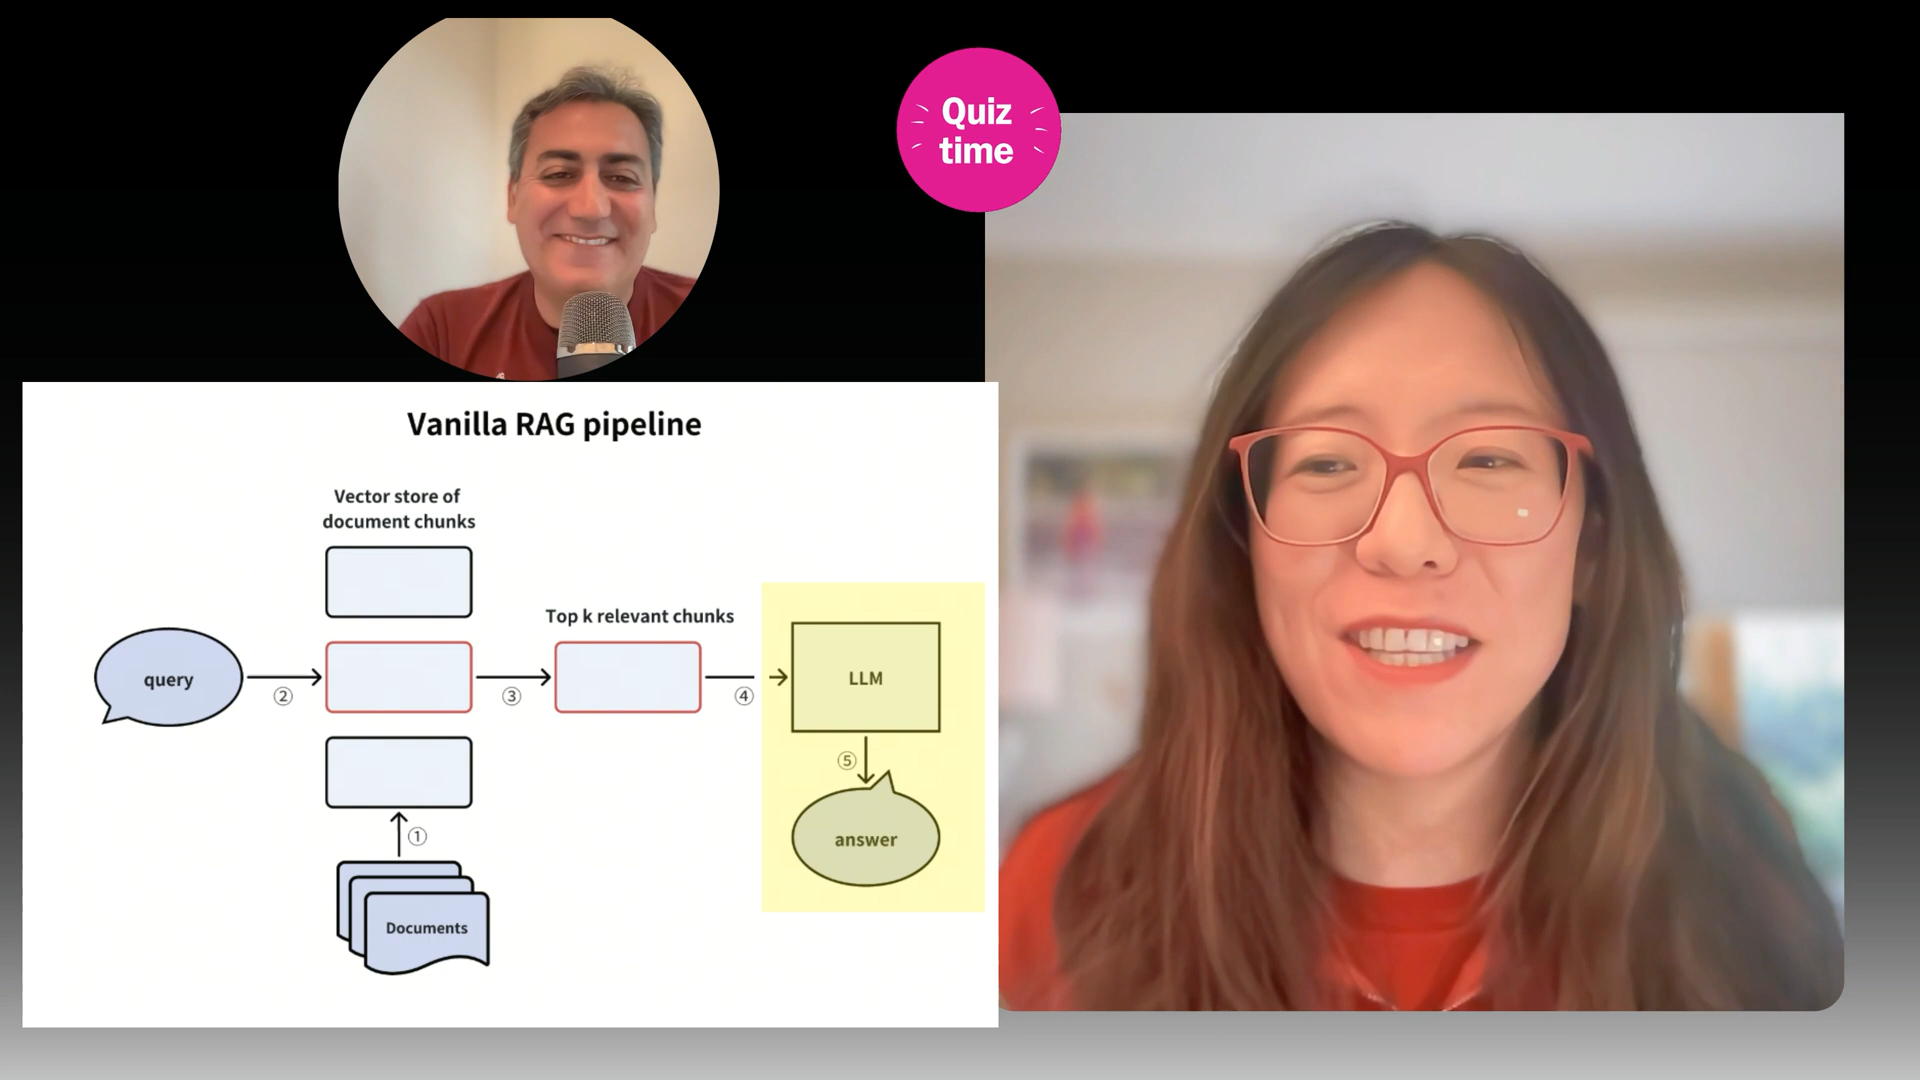 Quiz
time
Vanilla RAG pipeline
Vector store of
document chunks
Top k relevant chunks
query
②
③
④
LLM
⑤
answer
①
Documents